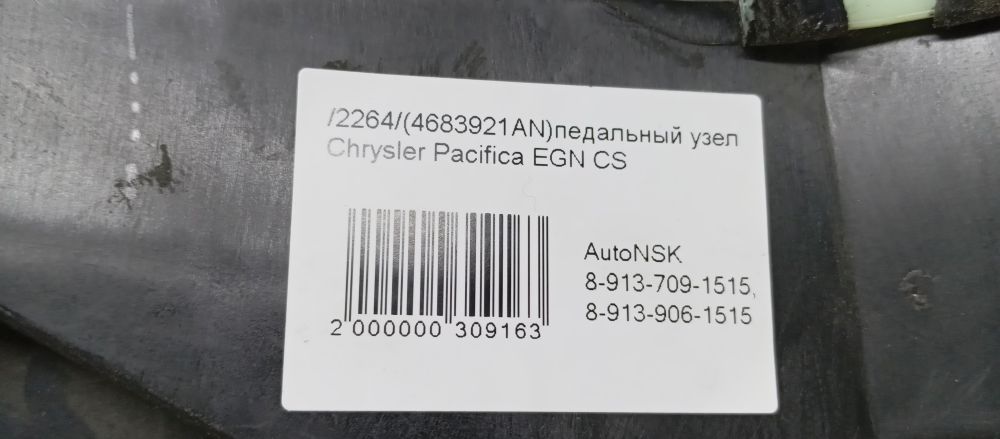 /2264/(4683921AN)педальный узел
Chrysler Pacifica EGN CS
AutoNSK
8-913-709-1515,
8-913-906-1515
2 000000 309163